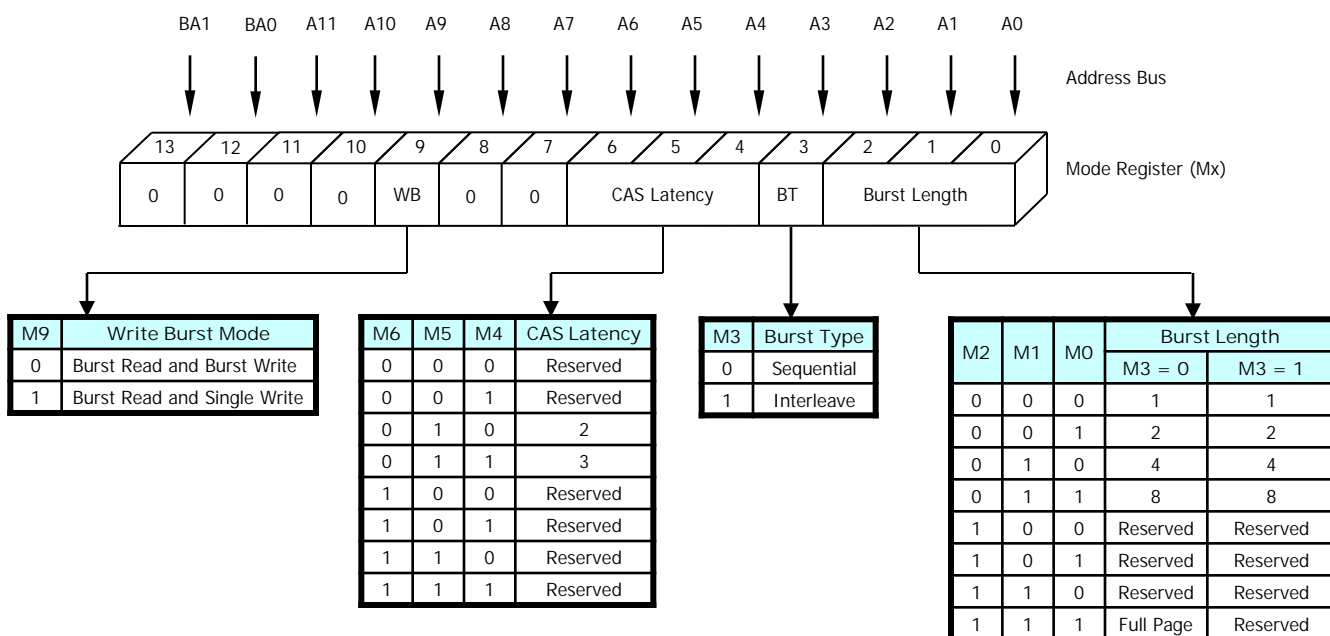 BA1 BA0 A11 A10 A9 A8 A7 A6 A5 A4 A3 A2 A1 A0
Address Bus
13 12 11 10 9 8 7 6 5 4 3 2 1 0
Mode Register (Mx)
0 0 0 0 WB 0 0 CAS Latency BT Burst Length
M9 Write Burst Mode
0 Burst Read and Burst Write
1 Burst Read and Single Write
M6 M5 M4 CAS Latency
0 0 0 Reserved
0 0 1 Reserved
0 1 0 2
0 1 1 3
1 0 0 Reserved
1 0 1 Reserved
1 1 0 Reserved
1 1 1 Reserved
M3 Burst Type
0 Sequential
1 Interleave
M2 M1 M0 Burst Length
M3 = 0 M3 = 1
0 0 0 1 1
0 0 1 2 2
0 1 0 4 4
0 1 1 8 8
1 0 0 Reserved Reserved
1 0 1 Reserved Reserved
1 1 0 Reserved Reserved
1 1 1 Full Page Reserved